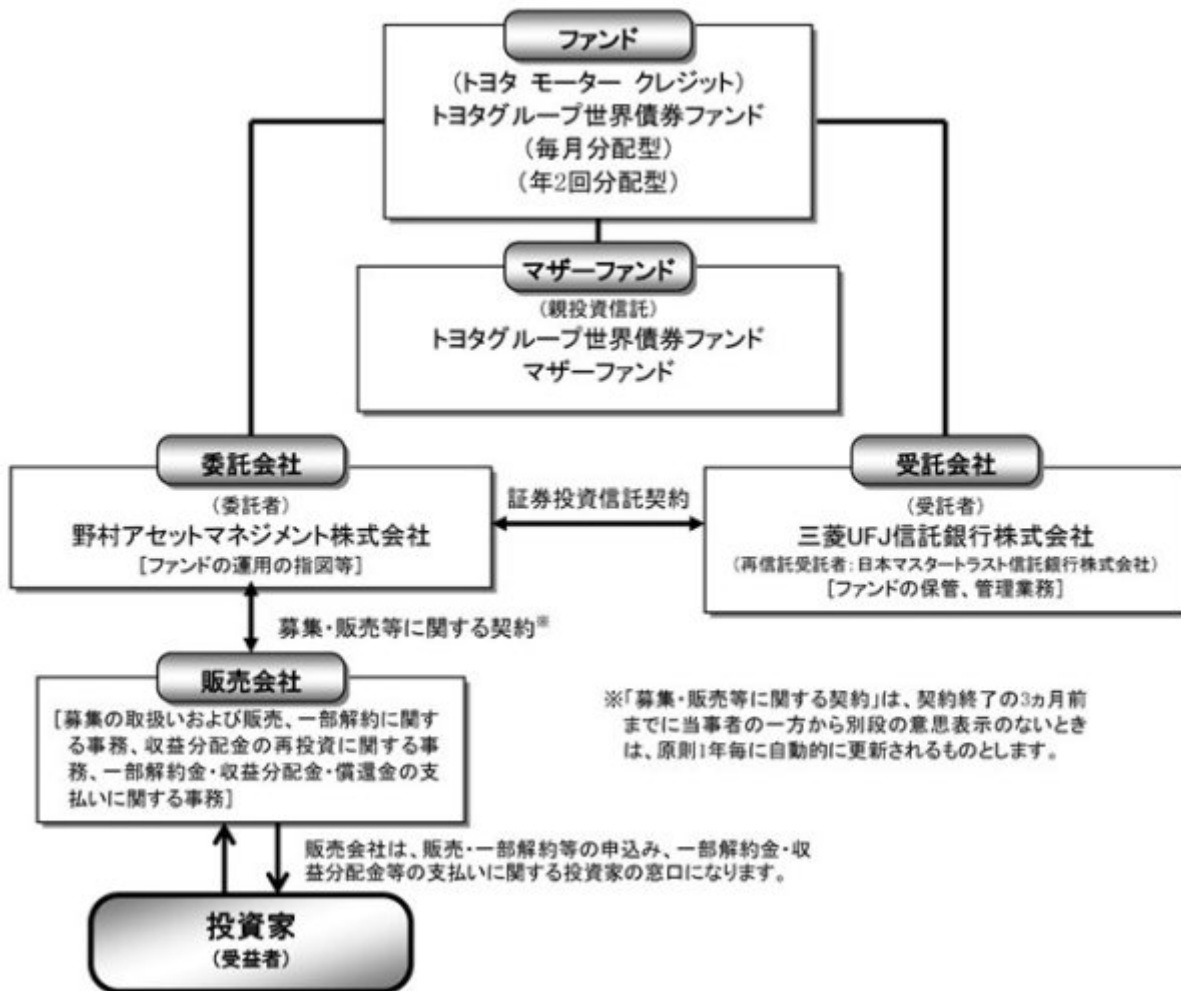 ファンド
(トヨタ モーター クレジット)
トヨタグループ世界債券ファンド
(毎月分配型)
(年2回分配型)
マザーファンド
(親投資信託)
トヨタグループ世界債券ファンド
マザーファンド
委託会社
(委託者)
野村アセットマネジメント株式会社
[ファンドの運用の指図等]
証券投資信託契約
受託会社
(受託者)
三菱UFJ信託銀行株式会社
(再信託受託者:日本マスタートラスト信託銀行株式会社)
[ファンドの保管、管理業務]
募集・販売等に関する契約※
販売会社
[募集の取扱いおよび販売、一部解約に関す
る事務、収益分配金の再投資に関する事
務、一部解約金・収益分配金・償還金の支
払いに関する事務]
※「募集・販売等に関する契約」は、契約終了の3ヵ月前
までに当事者の一方から別段の意思表示のないとき
は、原則1年毎に自動的に更新されるものとします。
販売会社は、販売・一部解約等の申込み、一部解約金・収
益分配金等の支払いに関する投資家の窓口になります。
投資家
(受益者)